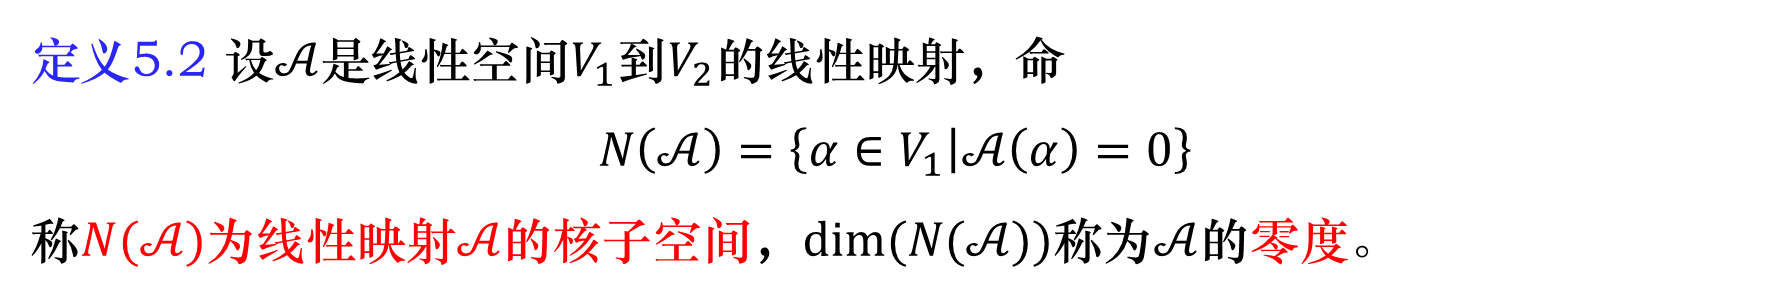 定义5.2 设𝒜是线性空间V₁到V₂的线性映射，命
N(𝒜) = {α ∈ V₁|𝒜(α) = 0}
称N(𝒜)为线性映射𝒜的核子空间，dim(N(𝒜))称为𝒜的零度。